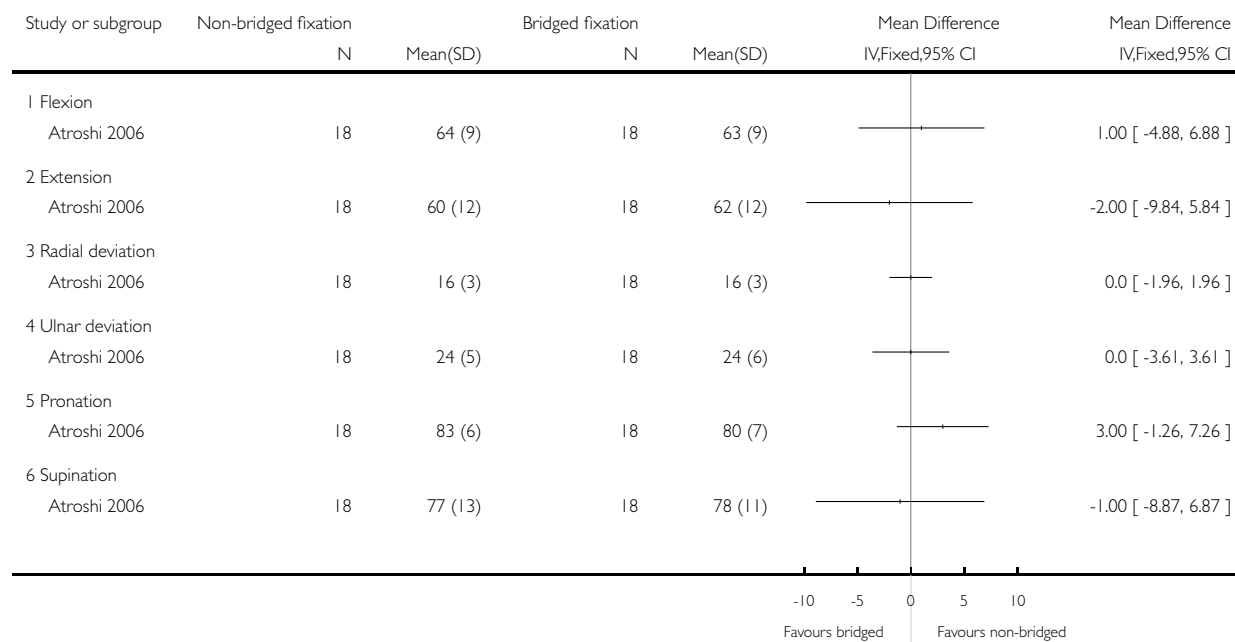 Study or subgroup Non-bridged fixation Bridged fixation Mean Difference Mean Difference
N Mean(SD) N Mean(SD) IV,Fixed,95% CI IV,Fixed,95% CI
1 Flexion
Atroshi 2006 18 64 (9) 18 63 (9) 1.00 [ -4.88, 6.88 ]
2 Extension
Atroshi 2006 18 60 (12) 18 62 (12) -2.00 [ -9.84, 5.84 ]
3 Radial deviation
Atroshi 2006 18 16 (3) 18 16 (3) 0.0 [ -1.96, 1.96 ]
4 Ulnar deviation
Atroshi 2006 18 24 (5) 18 24 (6) 0.0 [ -3.61, 3.61 ]
5 Pronation
Atroshi 2006 18 83 (6) 18 80 (7) 3.00 [ -1.26, 7.26 ]
6 Supination
Atroshi 2006 18 77 (13) 18 78 (11) -1.00 [ -8.87, 6.87 ]
-10 -5 0 5 10
Favours bridged Favours non-bridged